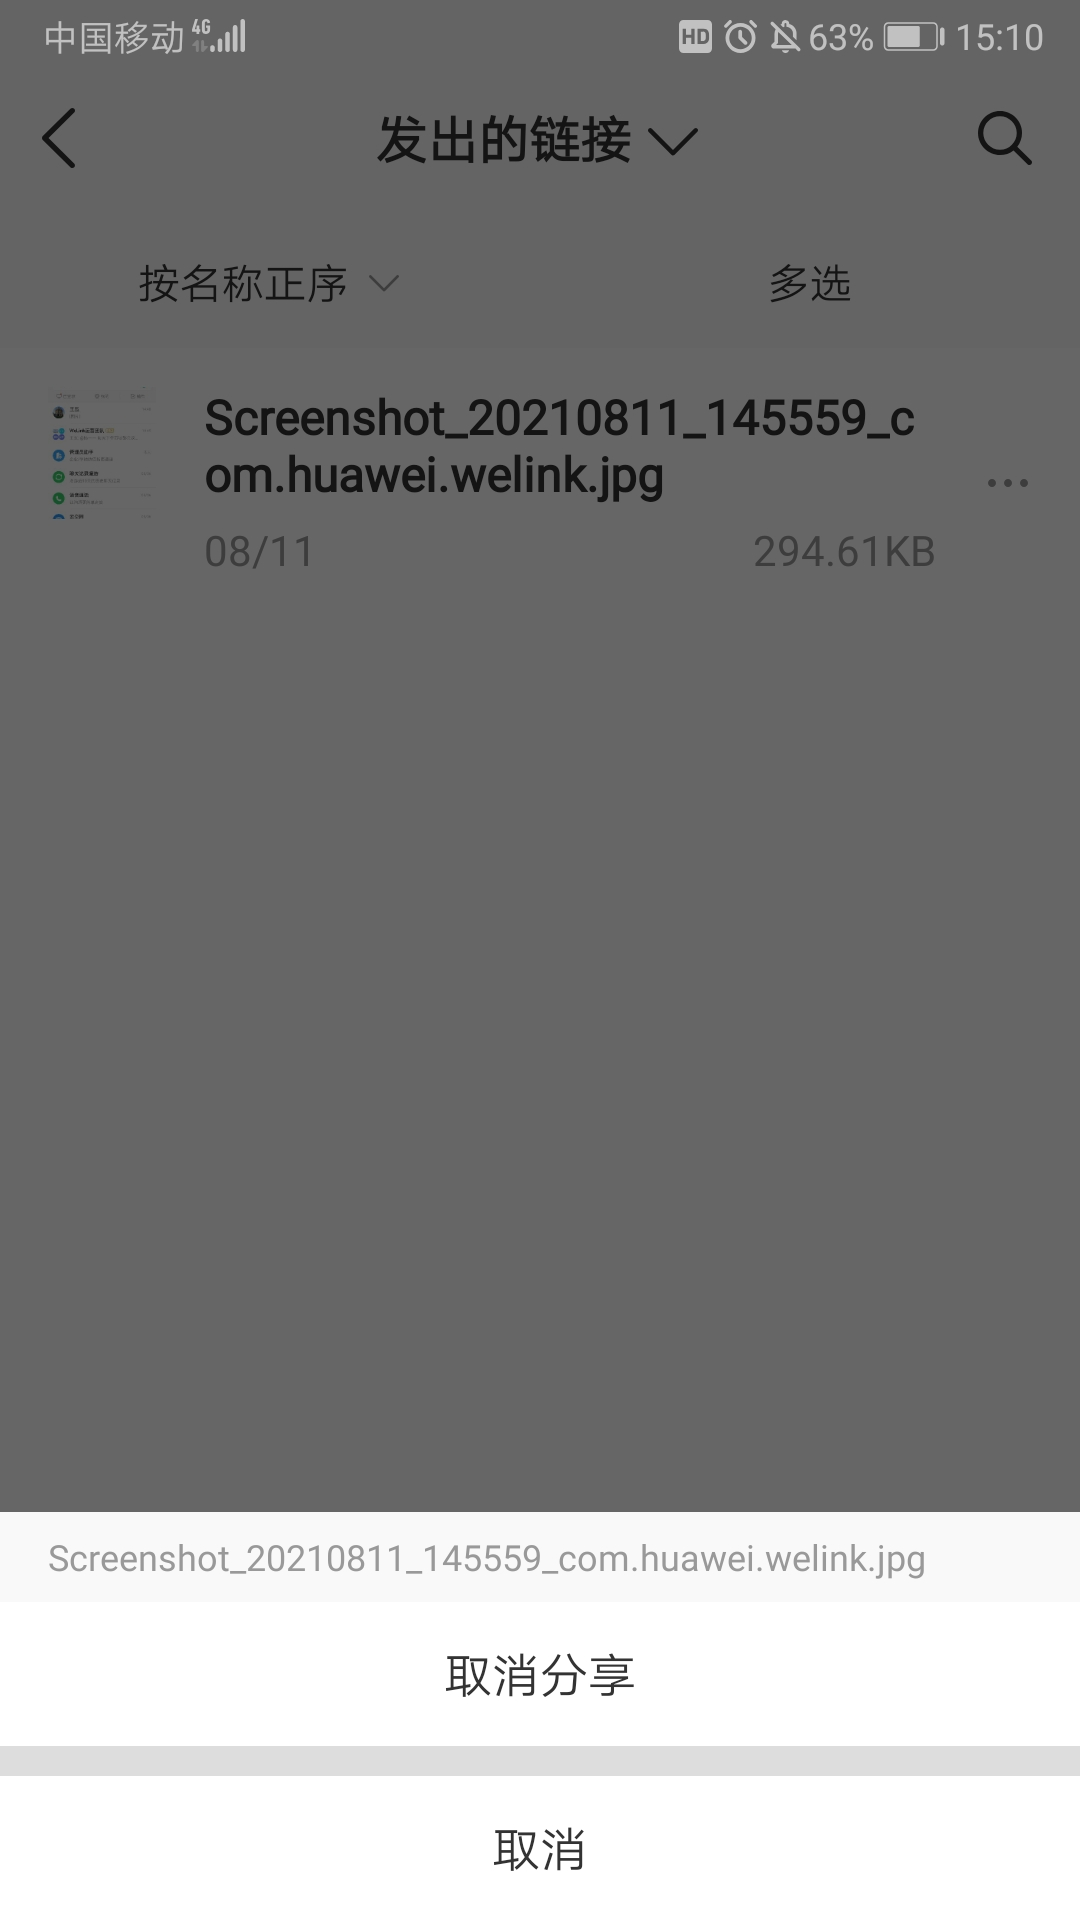 中国移动 4G HD 63% 15:10
发出的链接
按名称正序 多选
Screenshot_20210811_145559_c
om.huawei.welink.jpg
08/11 294.61KB
Screenshot_20210811_145559_com.huawei.welink.jpg
取消分享
取消